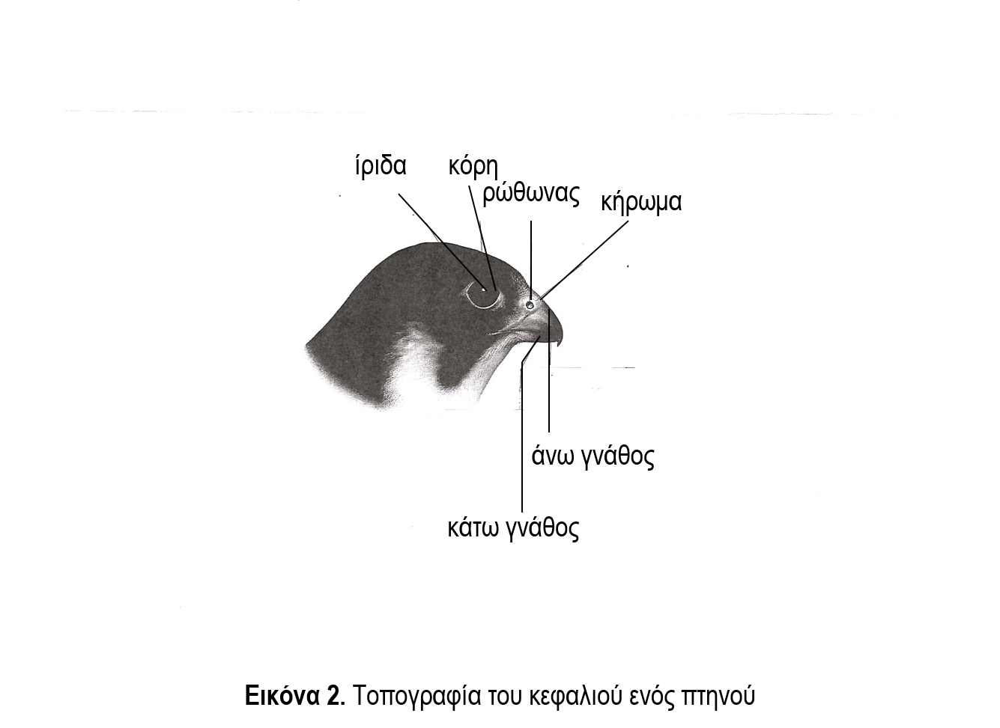 ίριδα
κόρη
ρώθωνας
κήρωμα
άνω γνάθος
κάτω γνάθος
Εικόνα 2. Τοπογραφία του κεφαλιού ενός πτηνού